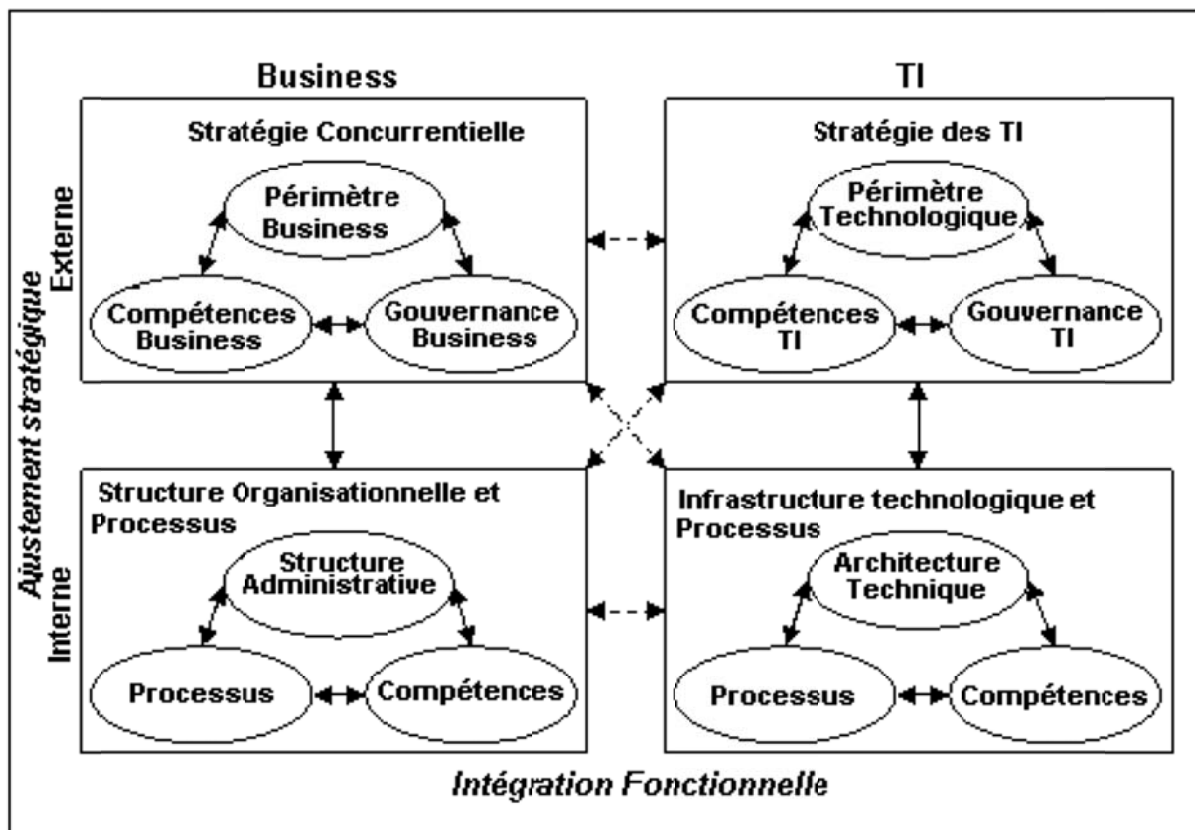 Business
TI
Ajustement stratégique
Externe
Stratégie Concurrentielle
Périmètre
Business
Compétences
Business
Gouvernance
Business
Stratégie des TI
Périmètre
Technologique
Compétences
TI
Gouvernance
TI
Interne
Structure Organisationnelle et
Processus
Structure
Administrative
Processus
Compétences
Infrastructure technologique et
Processus
Architecture
Technique
Processus
Compétences
Intégration Fonctionnelle